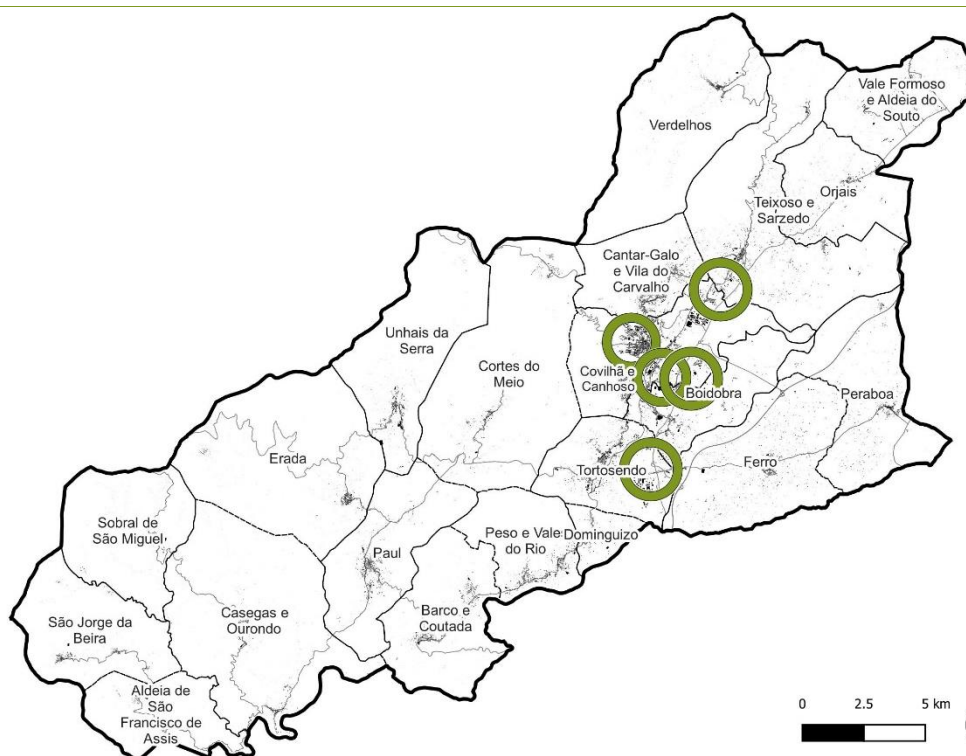 Vale Formoso
e Aldeia do
Souto
Verdelhos
Orjais
Teixoso e
Sarzedo
Cantar-Galo
e Vila do
Carvalho
Unhais da
Serra
Cortes do
Meio
Covilhã e
Canhoso
Boidobra
Peraboa
Erada
Tortosendo
Ferro
Sobral de
São Miguel
Paul
Peso e Vale
do Rio
Dominguizo
São Jorge da
Beira
Casegas e
Ourondo
Barco e
Coutada
Aldeia de
São
Francisco de
Assis
0 2.5 5 km